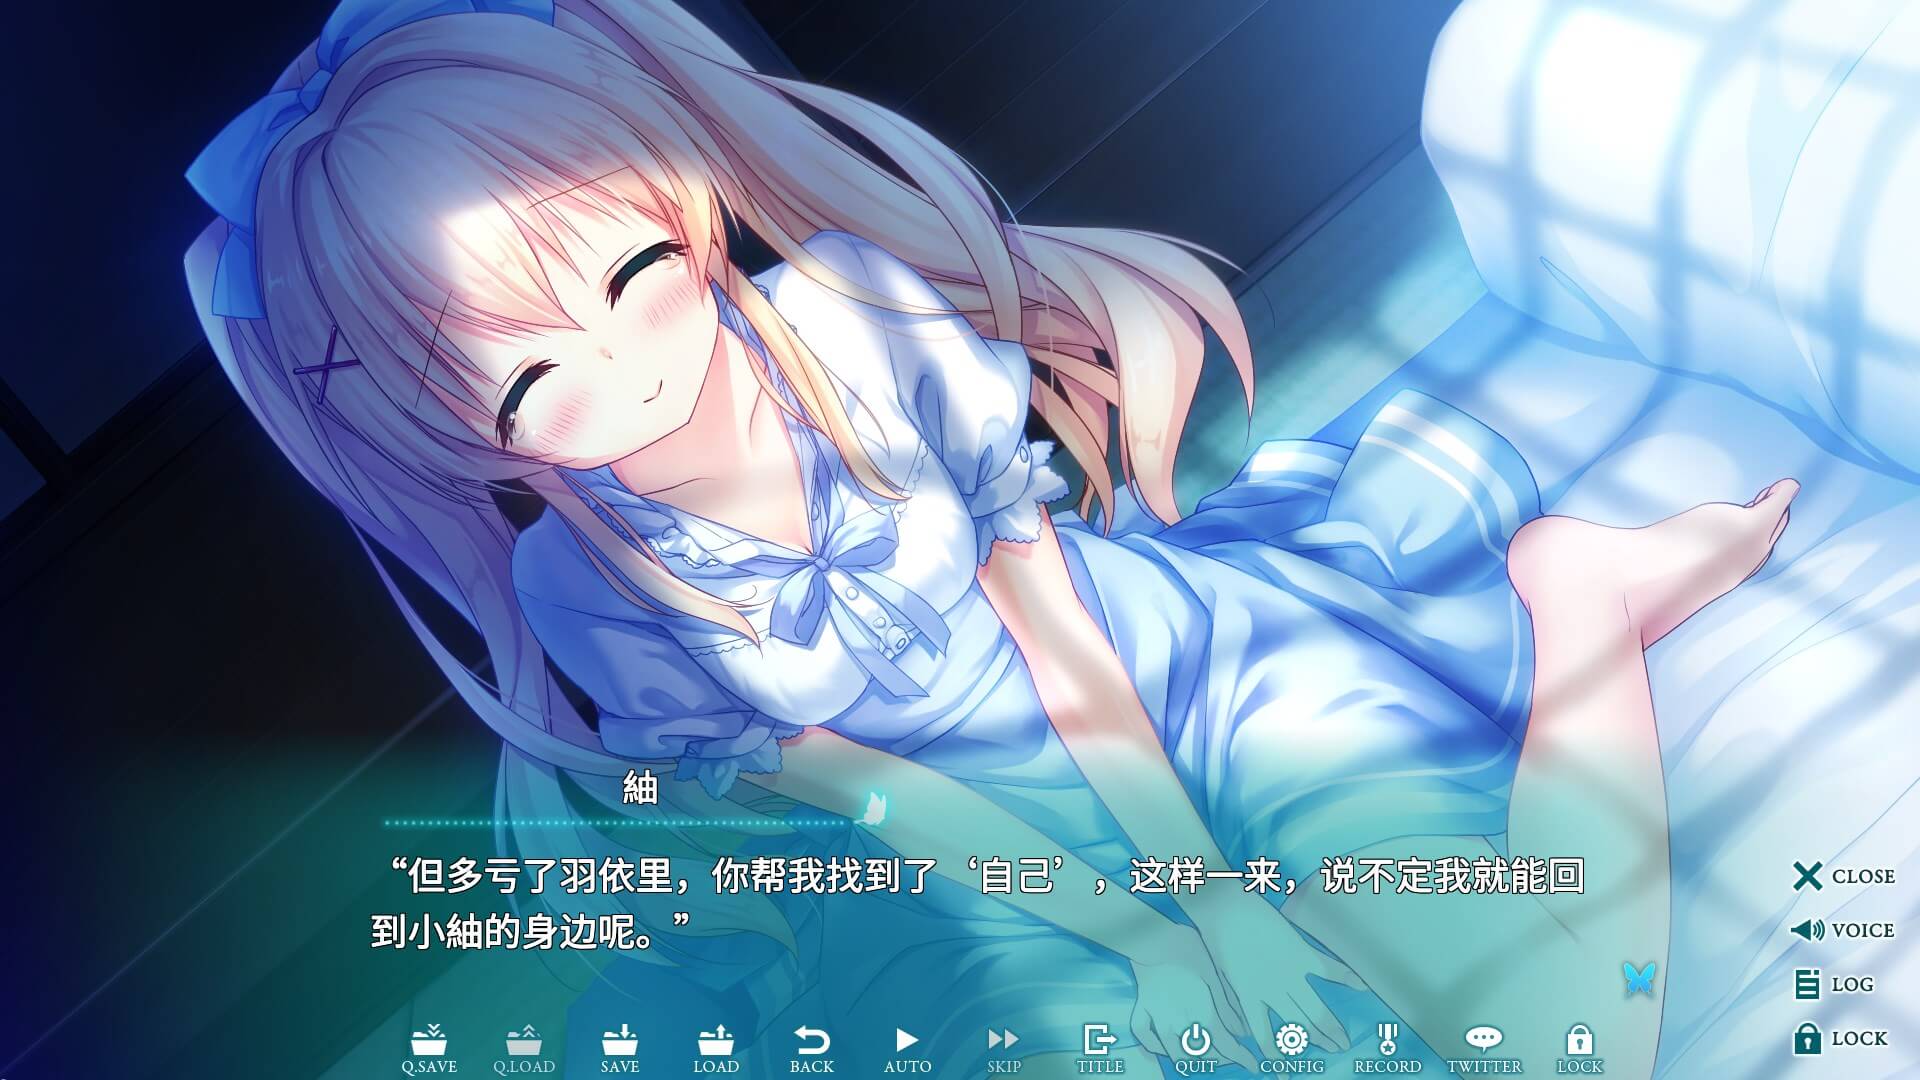 紬
“但多亏了羽依里，你帮我找到了‘自己’，这样一来，说不定我就能回
到小紬的身边呢。”
CLOSE
VOICE
LOG
LOCK
Q.SAVE Q.LOAD SAVE LOAD BACK AUTO SKIP TITLE QUIT CONFIG RECORD TWITTER LOCK